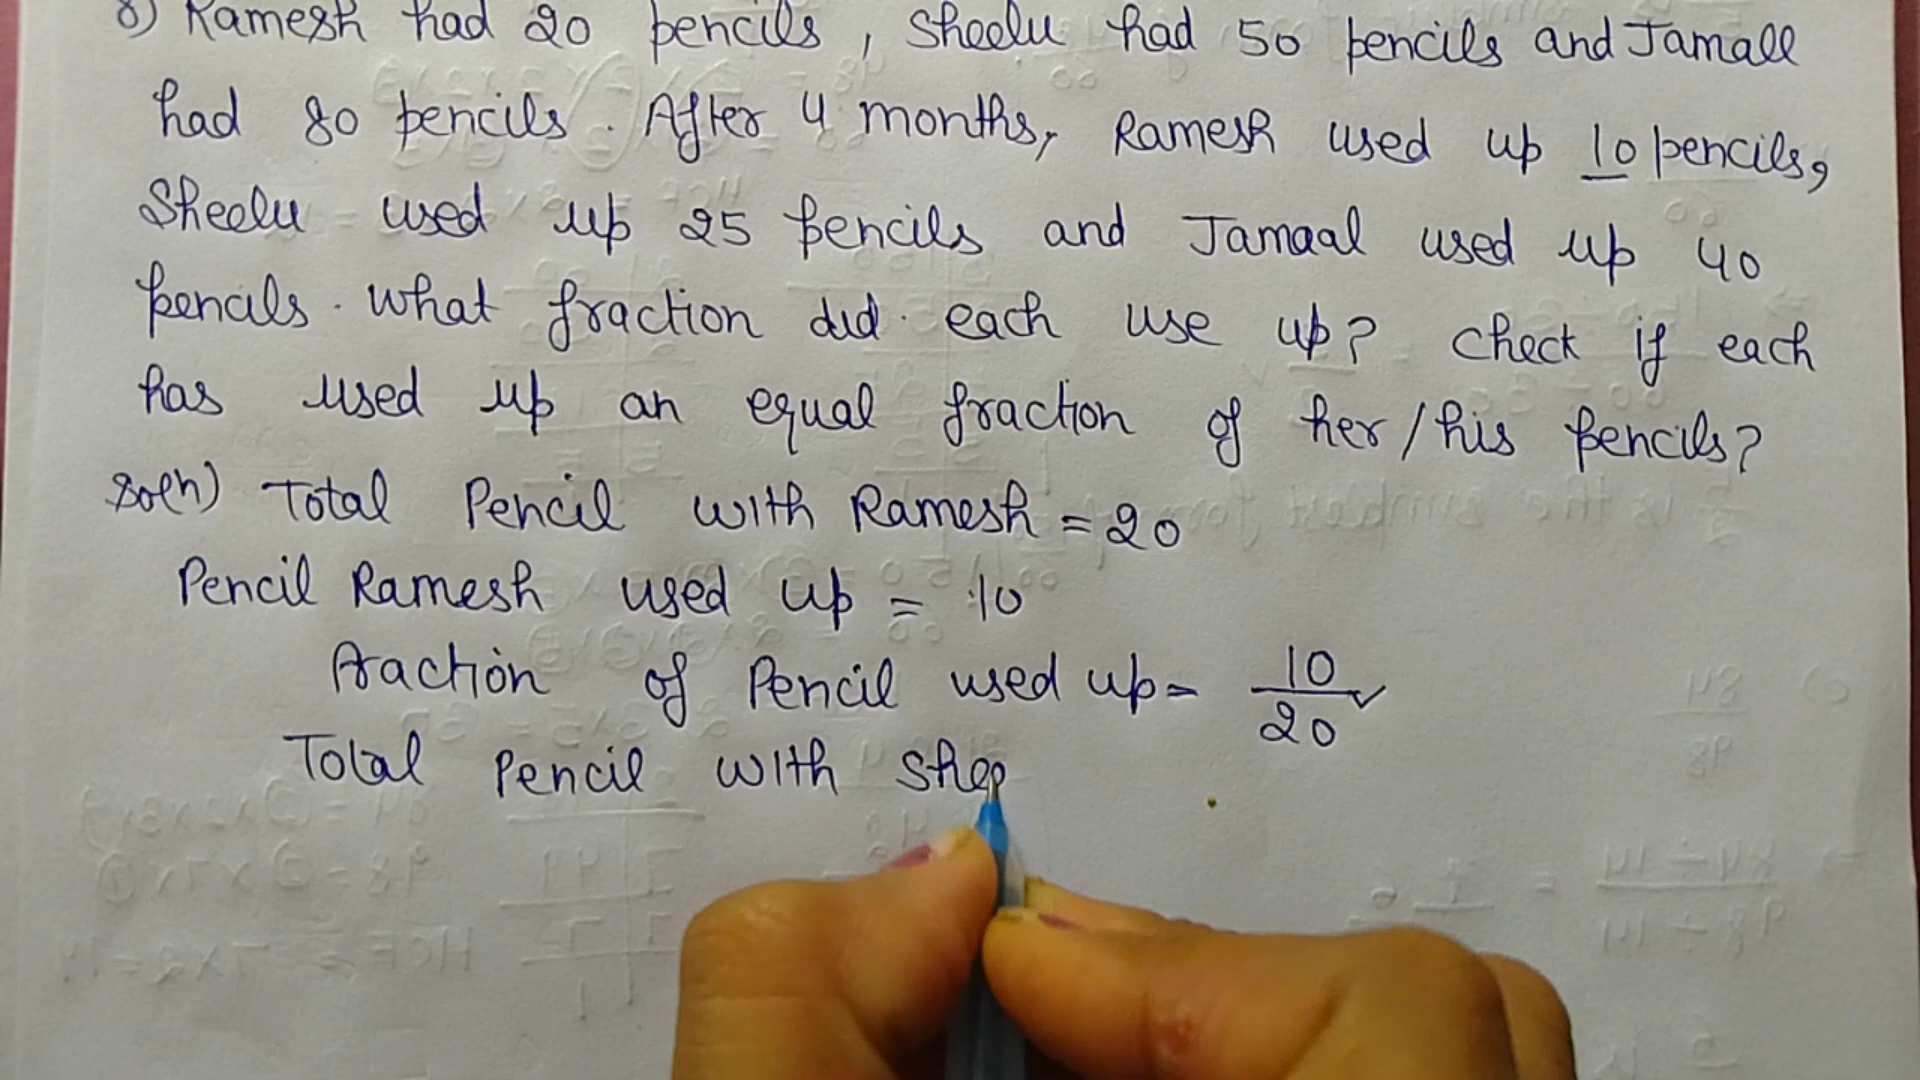 8) Ramesh had 20 pencils, Sheelu had 50 pencils and Jamall
had 80 pencils. After 4 months, Ramesh used up 10 pencils,
Sheelu used up 25 pencils and Jamaal used up 40
pencils. What fraction did each use up? Check if each
has used up an equal fraction of her/his pencils?
Soln) Total Pencil with Ramesh = 20
Pencil Ramesh used up = 10
Fraction of Pencil used up = 10/20 ✓
Total Pencil with Shee